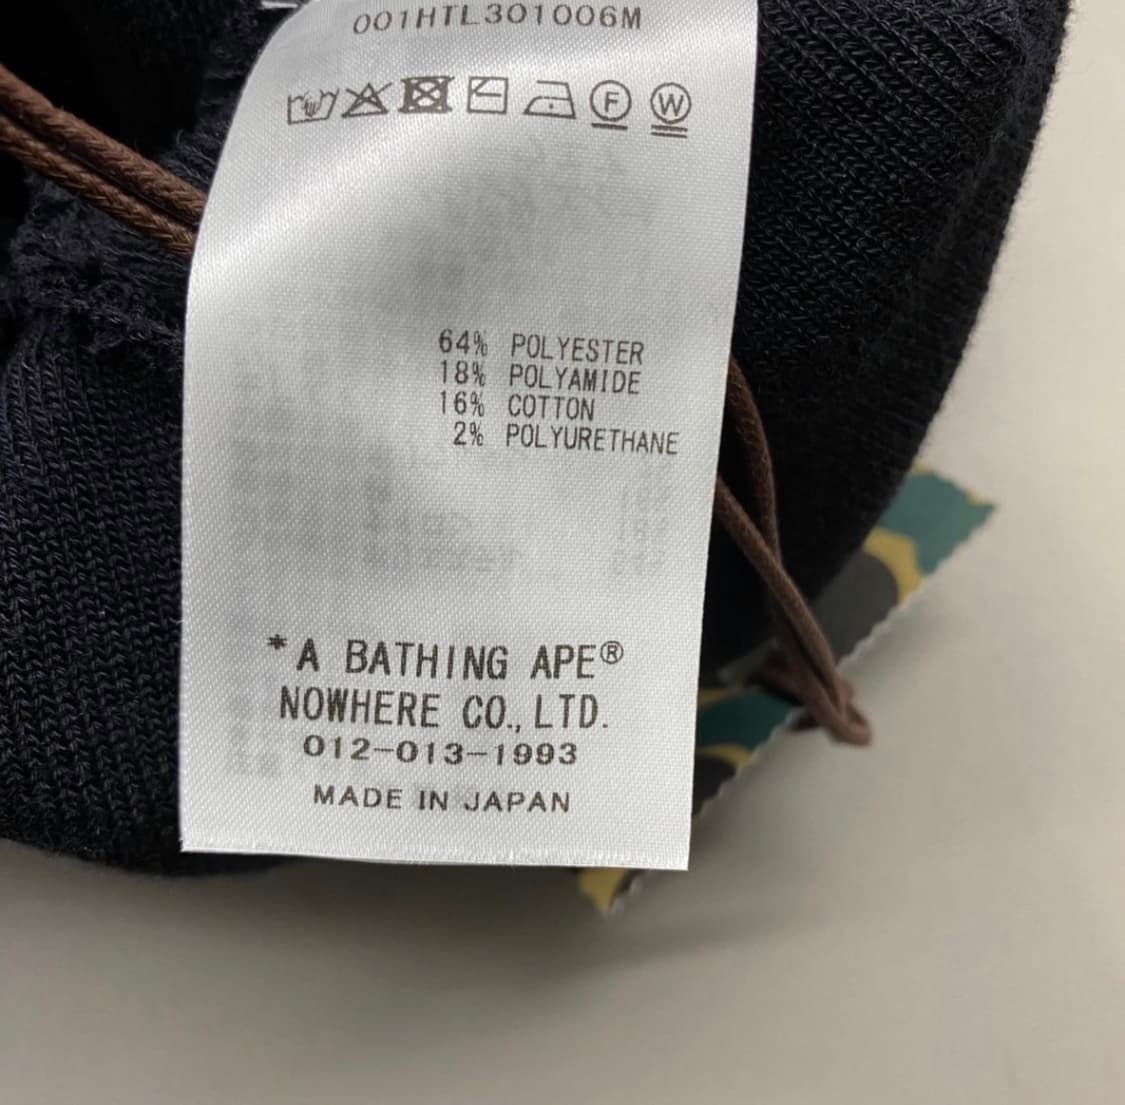 001HTL301006M
F W
64% POLYESTER
18% POLYAMIDE
16% COTTON
2% POLYURETHANE
*A BATHING APE®
NOWHERE CO., LTD.
012-013-1993
MADE IN JAPAN